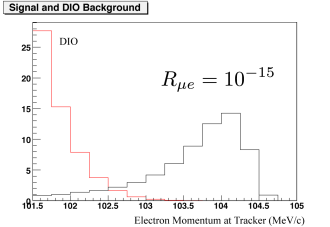 Signal and DIO Background
DIO
R_{μe} = 10^{-15}
25
20
15
10
5
0
101.5 102 102.5 103 103.5 104 104.5 105
Electron Momentum at Tracker (MeV/c)